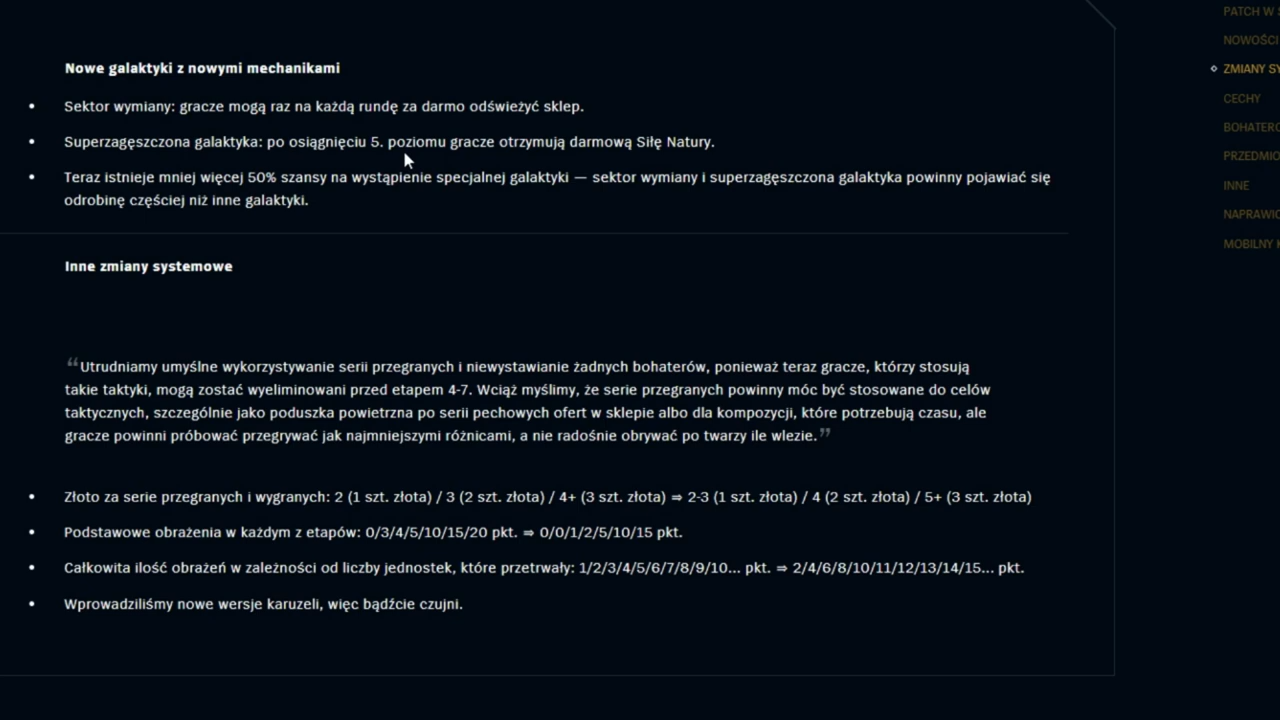 Nowe galaktyki z nowymi mechanikami
• Sektor wymiany: gracze mogą raz na każdą rundę za darmo odświeżyć sklep.
• Superzagęszczona galaktyka: po osiągnięciu 5. poziomu gracze otrzymują darmową Siłę Natury.
• Teraz istnieje mniej więcej 50% szansy na wystąpienie specjalnej galaktyki — sektor wymiany i superzagęszczona galaktyka powinny pojawiać się
odrobinę częściej niż inne galaktyki.
Inne zmiany systemowe
“Utrudniamy umyślne wykorzystywanie serii przegranych i niewystawianie żadnych bohaterów, ponieważ teraz gracze, którzy stosują
takie taktyki, mogą zostać wyeliminowani przed etapem 4-7. Wciąż myślimy, że serie przegranych powinny móc być stosowane do celów
taktycznych, szczególnie jako poduszka powietrzna po serii pechowych ofert w sklepie albo dla kompozycji, które potrzebują czasu, ale
gracze powinni próbować przegrywać jak najmniejszymi różnicami, a nie radośnie obrywać po twarzy ile wlezie.”
• Złoto za serie przegranych i wygranych: 2 (1 szt. złota) / 3 (2 szt. złota) / 4+ (3 szt. złota) ⇒ 2-3 (1 szt. złota) / 4 (2 szt. złota) / 5+ (3 szt. złota)
• Podstawowe obrażenia w każdym z etapów: 0/3/4/5/10/15/20 pkt. ⇒ 0/0/1/2/5/10/15 pkt.
• Całkowita ilość obrażeń w zależności od liczby jednostek, które przetrwały: 1/2/3/4/5/6/7/8/9/10... pkt. ⇒ 2/4/6/8/10/11/12/13/14/15... pkt.
• Wprowadziliśmy nowe wersje karuzeli, więc bądźcie czujni.
PATCH W
NOWOŚCI
ZMIANY SY
CECHY
BOHATERO
PRZEDMIO
INNE
NAPRAWIO
MOBILNY